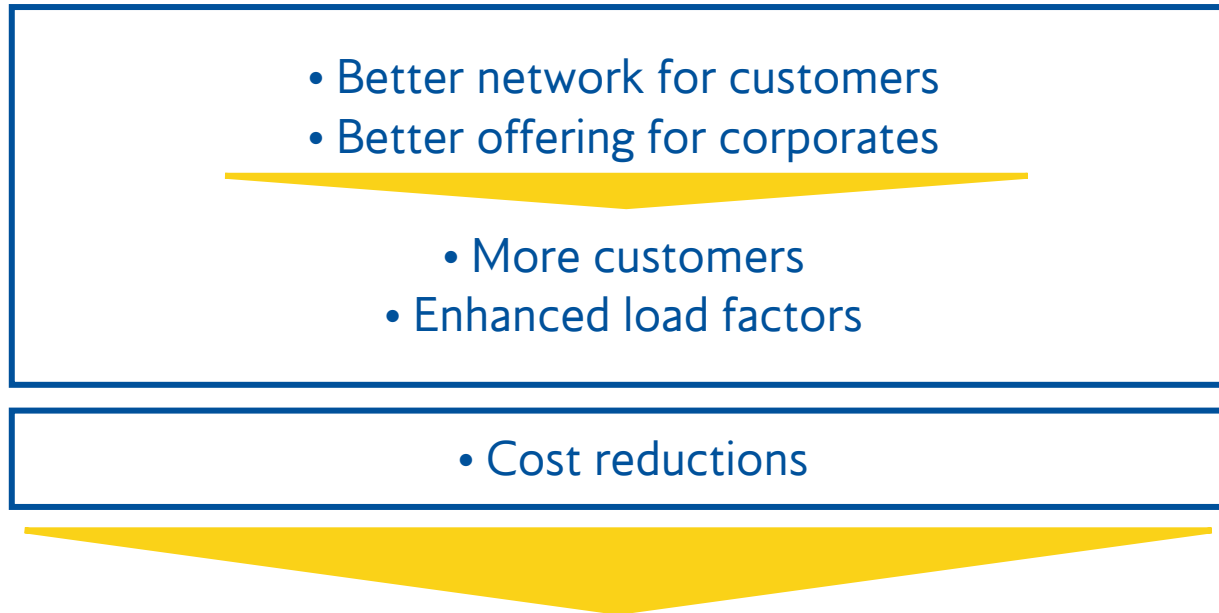 • Better network for customers
• Better offering for corporates
• More customers
• Enhanced load factors
• Cost reductions